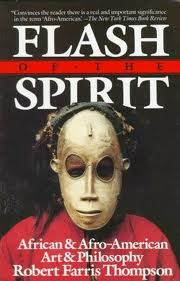 "Convinces the reader there is a real and important significance
in the term 'Afro-American.'" —The New York Times Book Review
FLASH
OF THE
SPIRIT
African & Afro-American
Art & Philosophy
Robert Farris Thompson